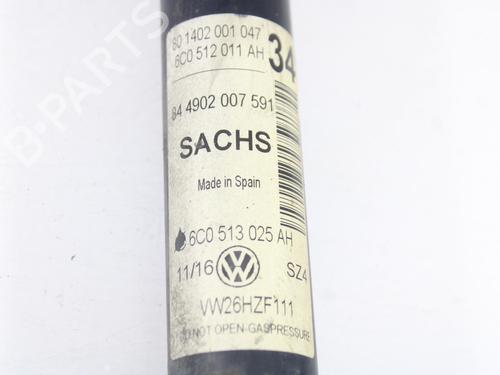 80 1402 001 047
6C0 512 011 AH
34
84 4902 007 591
SACHS
Made in Spain
6C0 513 025 AH
11/16
SZ4
VW26HZF111
DO NOT OPEN-GASPRESSURE
B-PARTS